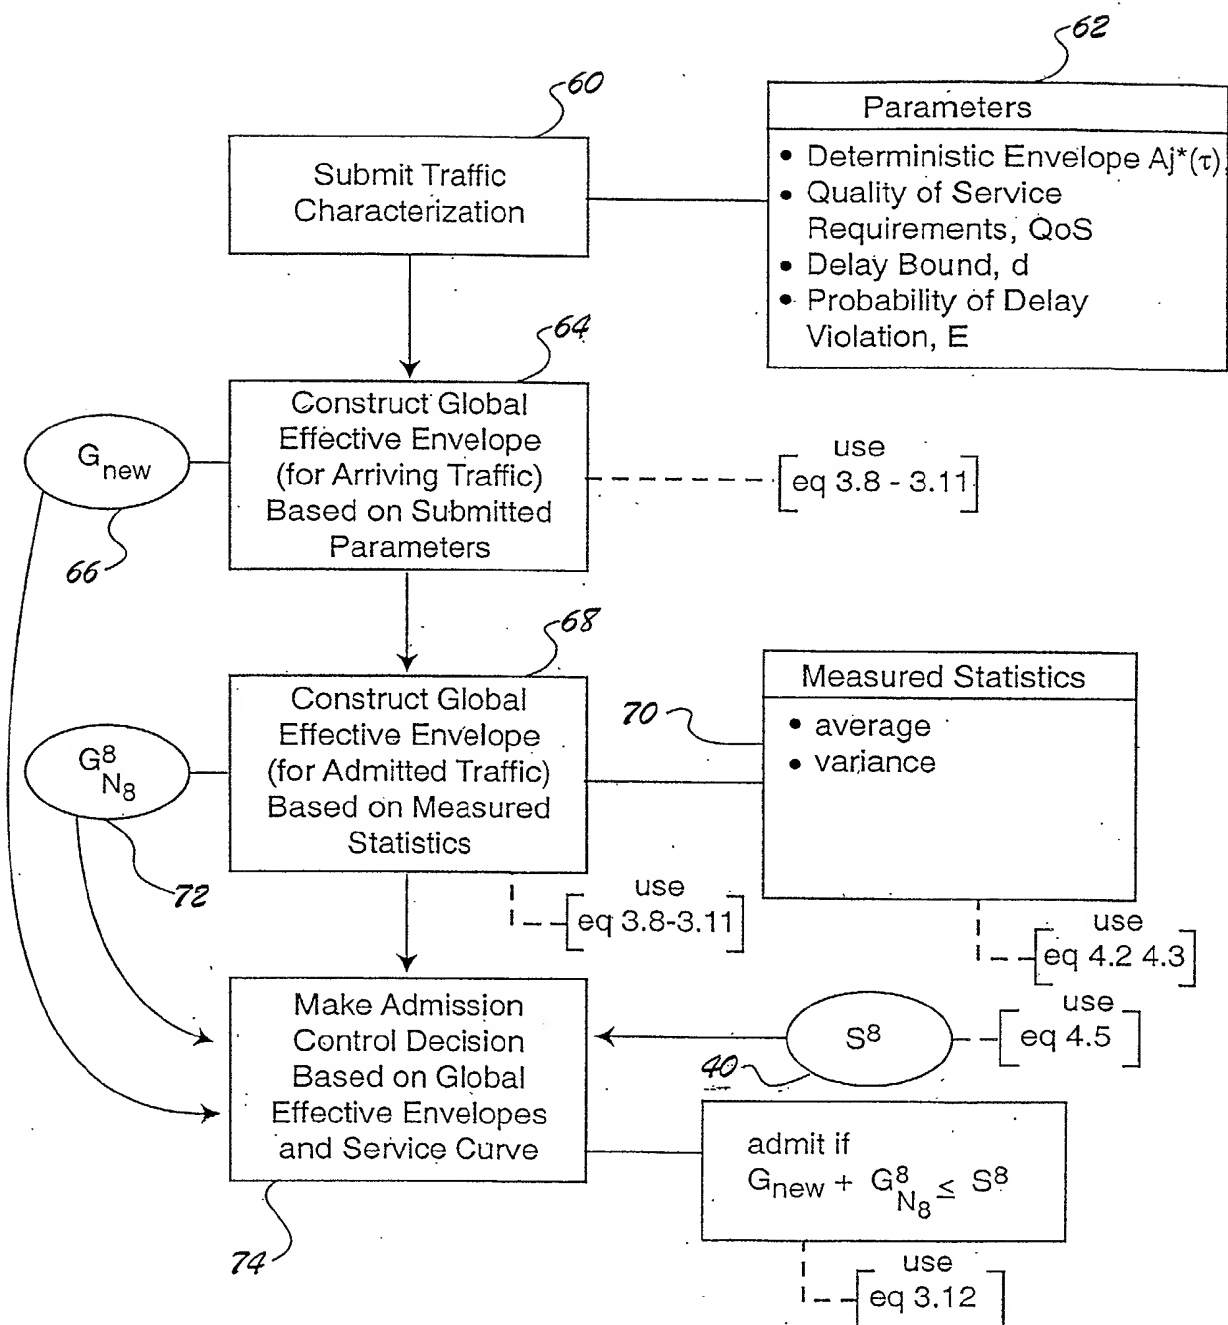 62
60
Parameters
Submit Traffic
Characterization
• Deterministic Envelope Aj*(τ),
• Quality of Service
Requirements, QoS
• Delay Bound, d
• Probability of Delay
Violation, E
64
Construct Global
Effective Envelope
(for Arriving Traffic)
Based on Submitted
Parameters
G new
66
use
eq 3.8 - 3.11
68
Construct Global
Effective Envelope
(for Admitted Traffic)
Based on Measured
Statistics
G 8 N8
72
70
Measured Statistics
• average
• variance
use
eq 3.8-3.11
use
eq 4.2 4.3
Make Admission
Control Decision
Based on Global
Effective Envelopes
and Service Curve
S8
use
eq 4.5
40
admit if
Gnew + G8 N8 ≤ S8
74
use
eq 3.12